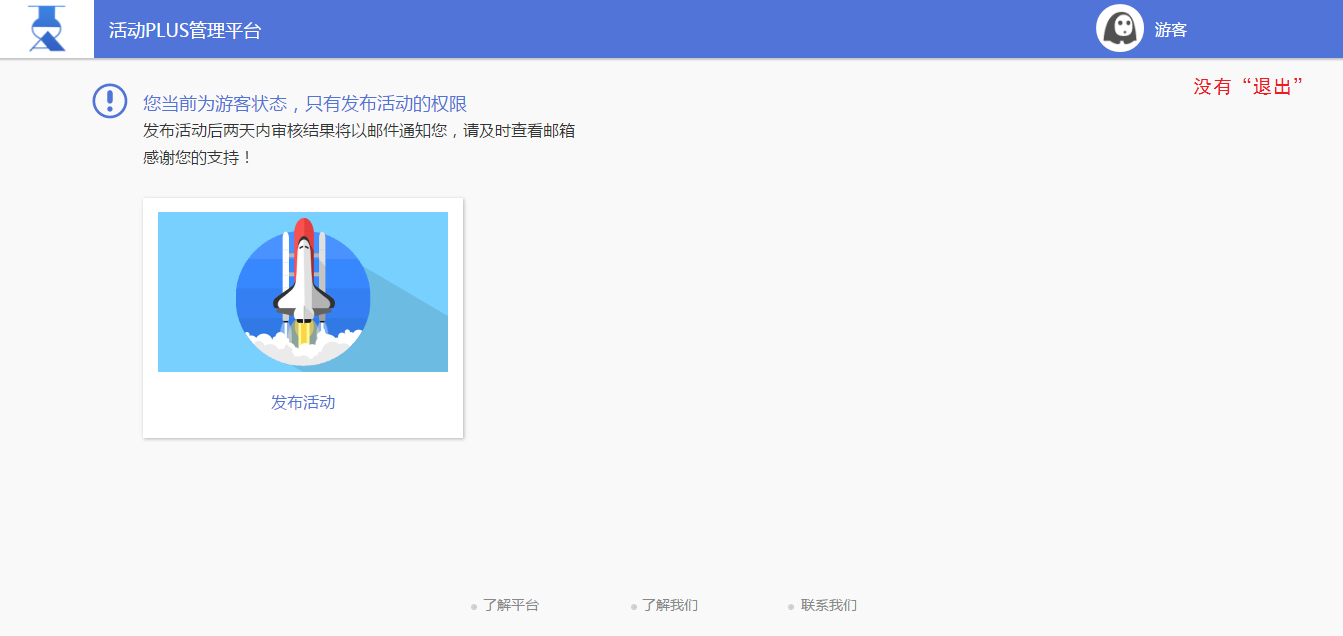 活动PLUS管理平台
游客
没有“退出”
您当前为游客状态，只有发布活动的权限
发布活动后两天内审核结果将以邮件通知您，请及时查看邮箱
感谢您的支持！
发布活动
了解平台
了解我们
联系我们